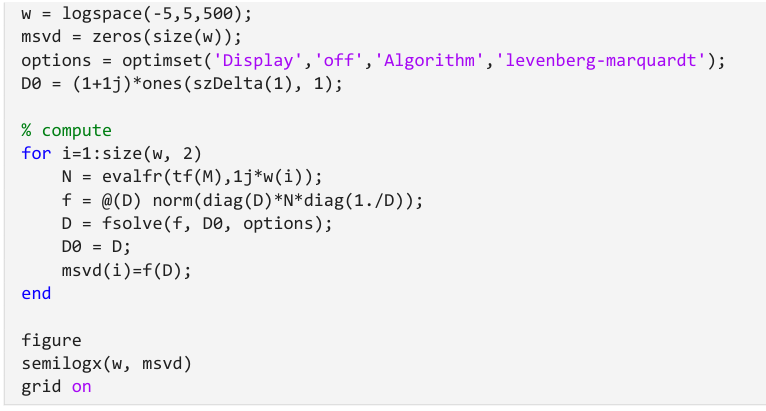 w = logspace(-5,5,500);
msvd = zeros(size(w));
options = optimset('Display','off','Algorithm','levenberg-marquardt');
D0 = (1+1j)*ones(szDelta(1), 1);

% compute
for i=1:size(w, 2)
    N = evalfr(tf(M),1j*w(i));
    f = @(D) norm(diag(D)*N*diag(1./D));
    D = fsolve(f, D0, options);
    D0 = D;
    msvd(i)=f(D);
end

figure
semilogx(w, msvd)
grid on